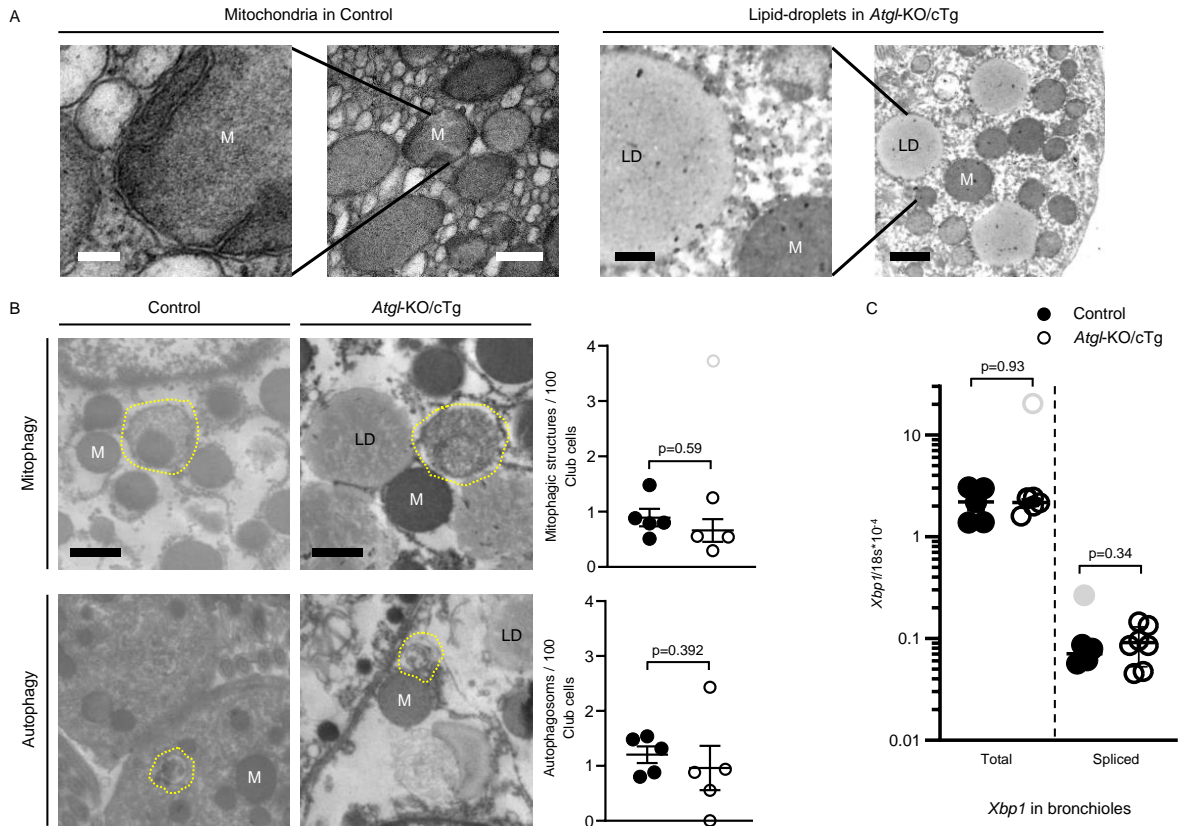 A
Mitochondria in Control
Lipid-droplets in Atgl-KO/cTg
M
M
LD
M
LD
M
B
Control
Atgl-KO/cTg
Mitophagy
M
LD
M
Mitophagic structures / 100
Club cells
4
3
2
1
0
p=0.59
Autophagy
M
LD
M
Autophagosoms / 100
Club cells
4
3
2
1
0
p=0.392
C
Control
Atgl-KO/cTg
p=0.93
p=0.34
Xbp1/18s*10-4
10
1
0.1
0.01
Total
Spliced
Xbp1 in bronchioles